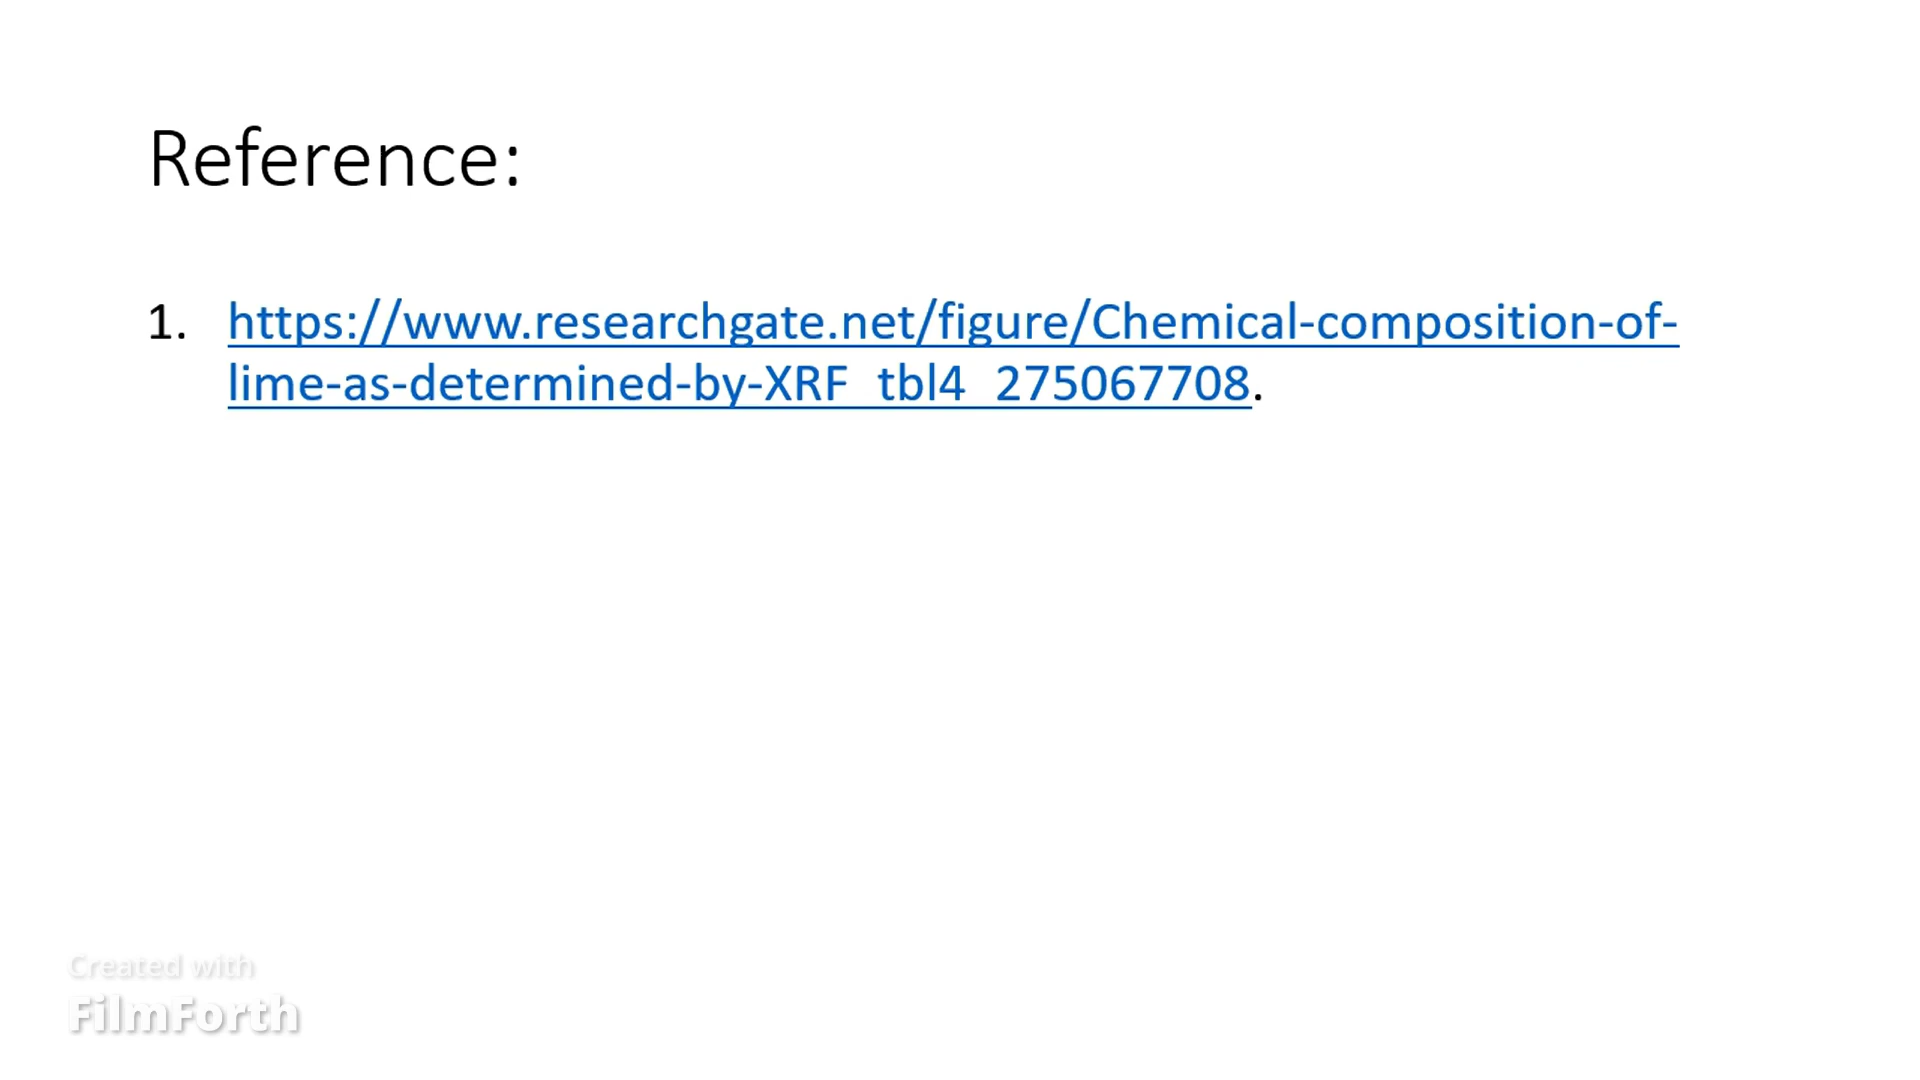 Reference:
1. https://www.researchgate.net/figure/Chemical-composition-of-
lime-as-determined-by-XRF_tbl4_275067708.
Created with
FilmForth